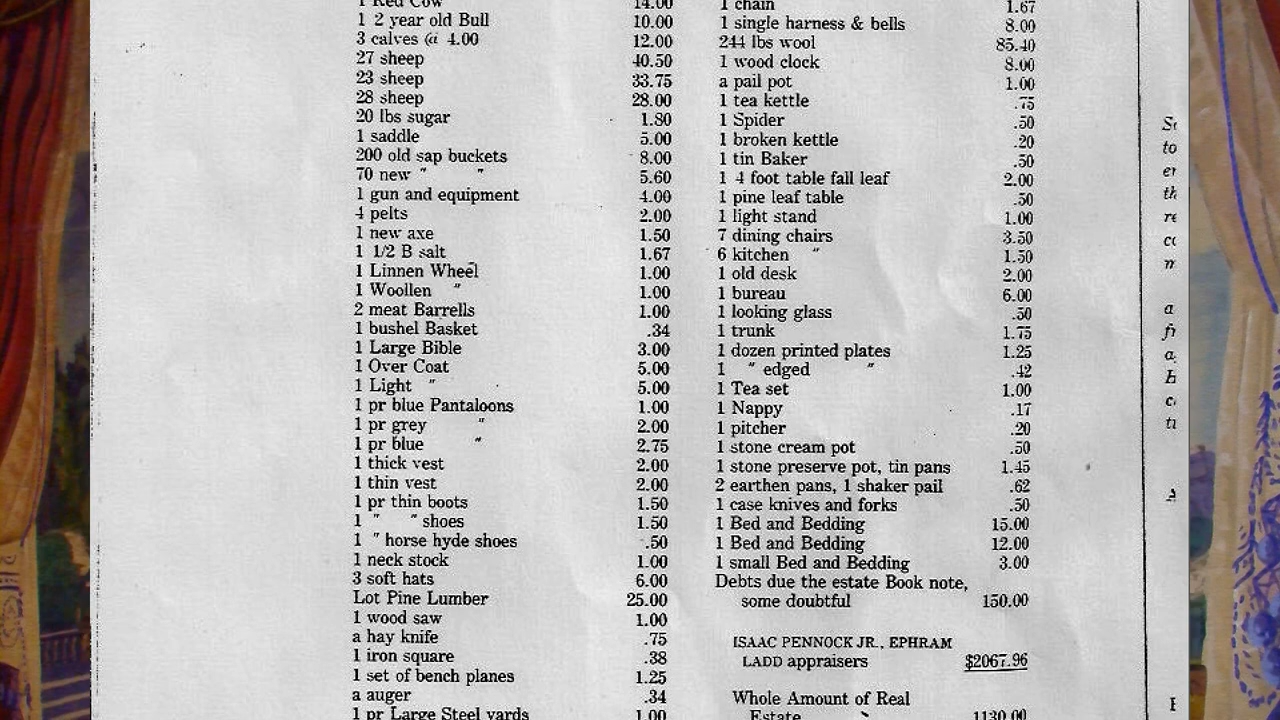 1 Red Cow 14.00
1 2 year old Bull 10.00
3 calves @ 4.00 12.00
27 sheep 40.50
23 sheep 33.75
28 sheep 28.00
20 lbs sugar 1.80
1 saddle 5.00
200 old sap buckets 8.00
70 new " " 5.60
1 gun and equipment 4.00
4 pelts 2.00
1 new axe 1.50
1 1/2 B salt 1.67
1 Linnen Wheel 1.00
1 Woollen " 1.00
2 meat Barrells 1.00
1 bushel Basket .34
1 Large Bible 3.00
1 Over Coat 5.00
1 Light " 5.00
1 pr blue Pantaloons 1.00
1 pr grey " 2.00
1 pr blue " 2.75
1 thick vest 2.00
1 thin vest 2.00
1 pr thin boots 1.50
1 " " shoes 1.50
1 " horse hyde shoes .50
1 neck stock 1.00
3 soft hats 6.00
Lot Pine Lumber 25.00
1 wood saw 1.00
a hay knife .75
1 iron square .38
1 set of bench planes 1.25
a auger .34
1 pr Large Steel yards 1.00
1 chain 1.67
1 single harness & bells 8.00
244 lbs wool 85.40
1 wood clock 8.00
a pail pot 1.00
1 tea kettle .75
1 Spider .50
1 broken kettle .20
1 tin Baker .50
1 4 foot table fall leaf 2.00
1 pine leaf table .50
1 light stand 1.00
7 dining chairs 3.50
6 kitchen " 1.50
1 old desk 2.00
1 bureau 6.00
1 looking glass .50
1 trunk 1.75
1 dozen printed plates 1.25
1 " edged " .42
1 Tea set 1.00
1 Nappy .17
1 pitcher .20
1 stone cream pot .50
1 stone preserve pot, tin pans 1.45
2 earthen pans, 1 shaker pail .62
1 case knives and forks .50
1 Bed and Bedding 15.00
1 Bed and Bedding 12.00
1 small Bed and Bedding 3.00
Debts due the estate Book note,
some doubtful 150.00
ISAAC PENNOCK JR., EPHRAM
LADD appraisers $2067.96
Whole Amount of Real
Estate 1130.00
to
th
a